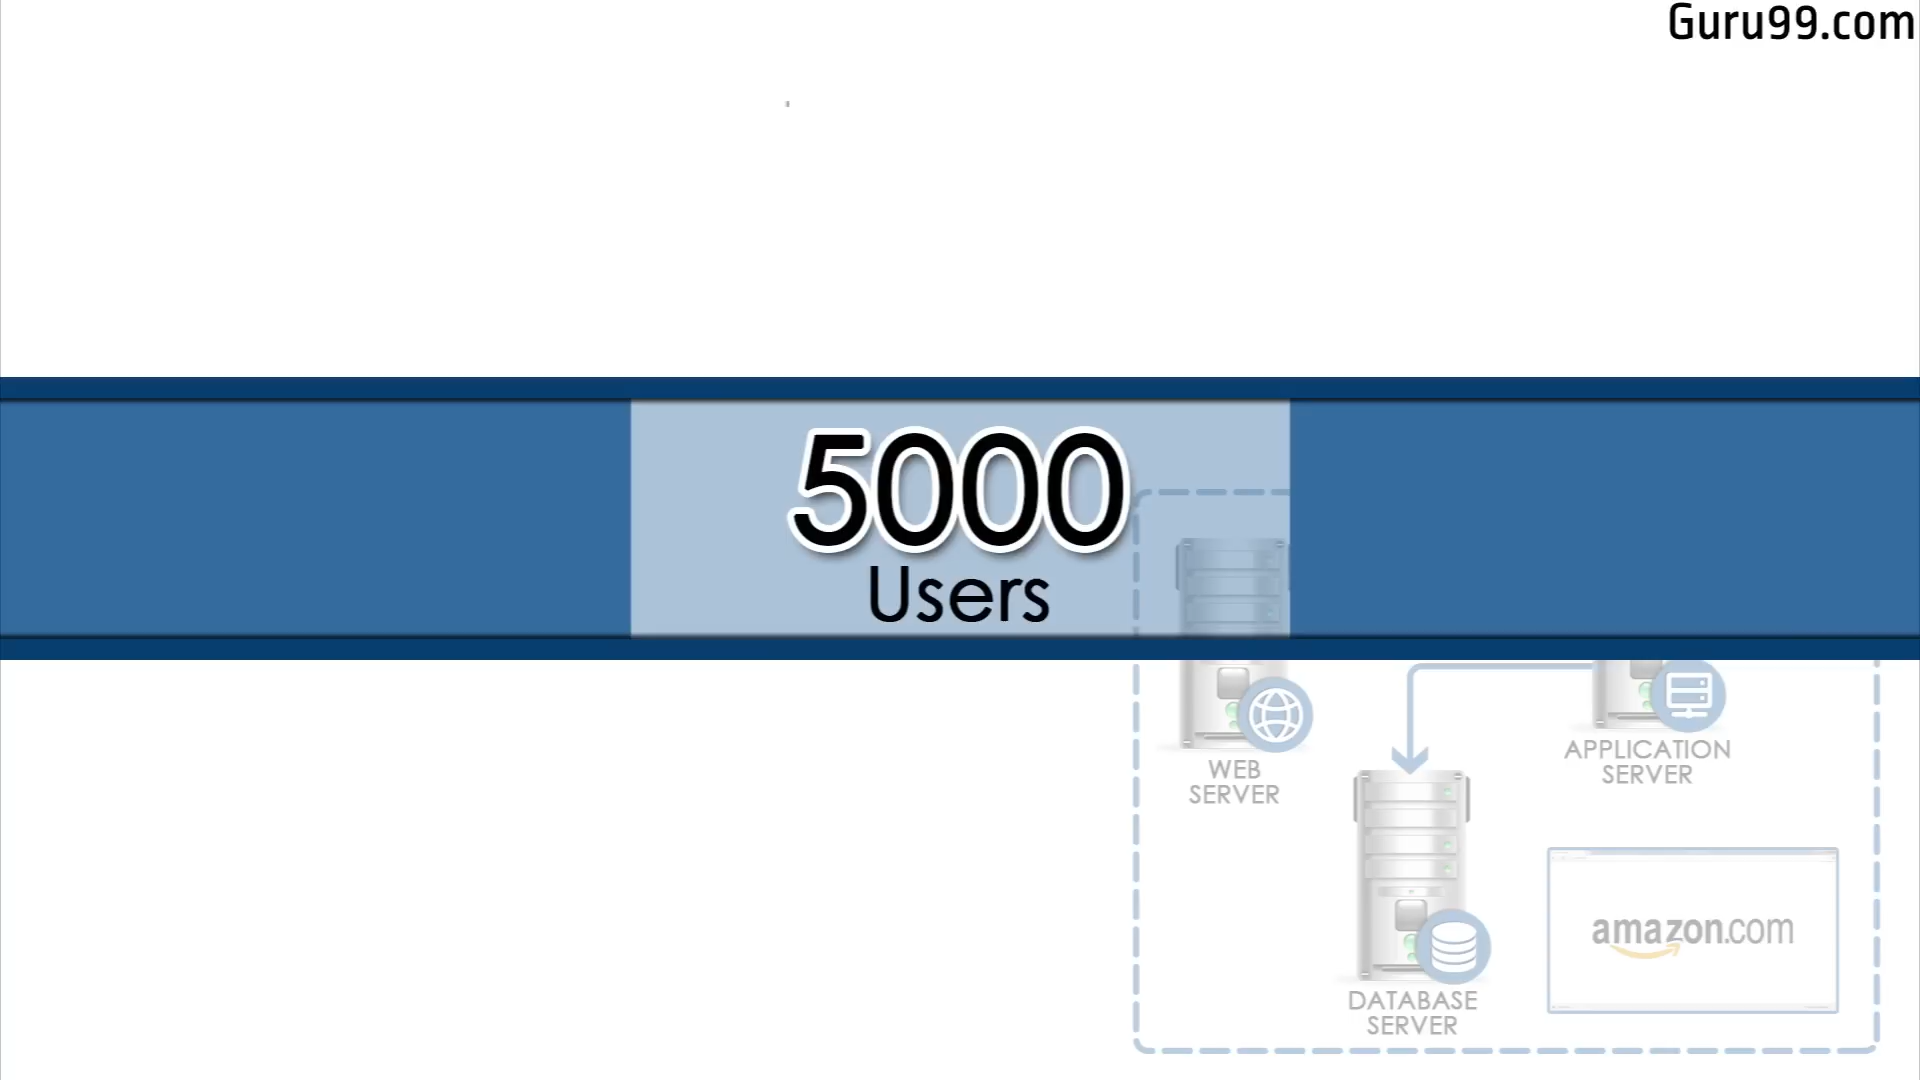 Guru99.com
5000
Users
WEB
SERVER
APPLICATION
SERVER
amazon.com
DATABASE
SERVER